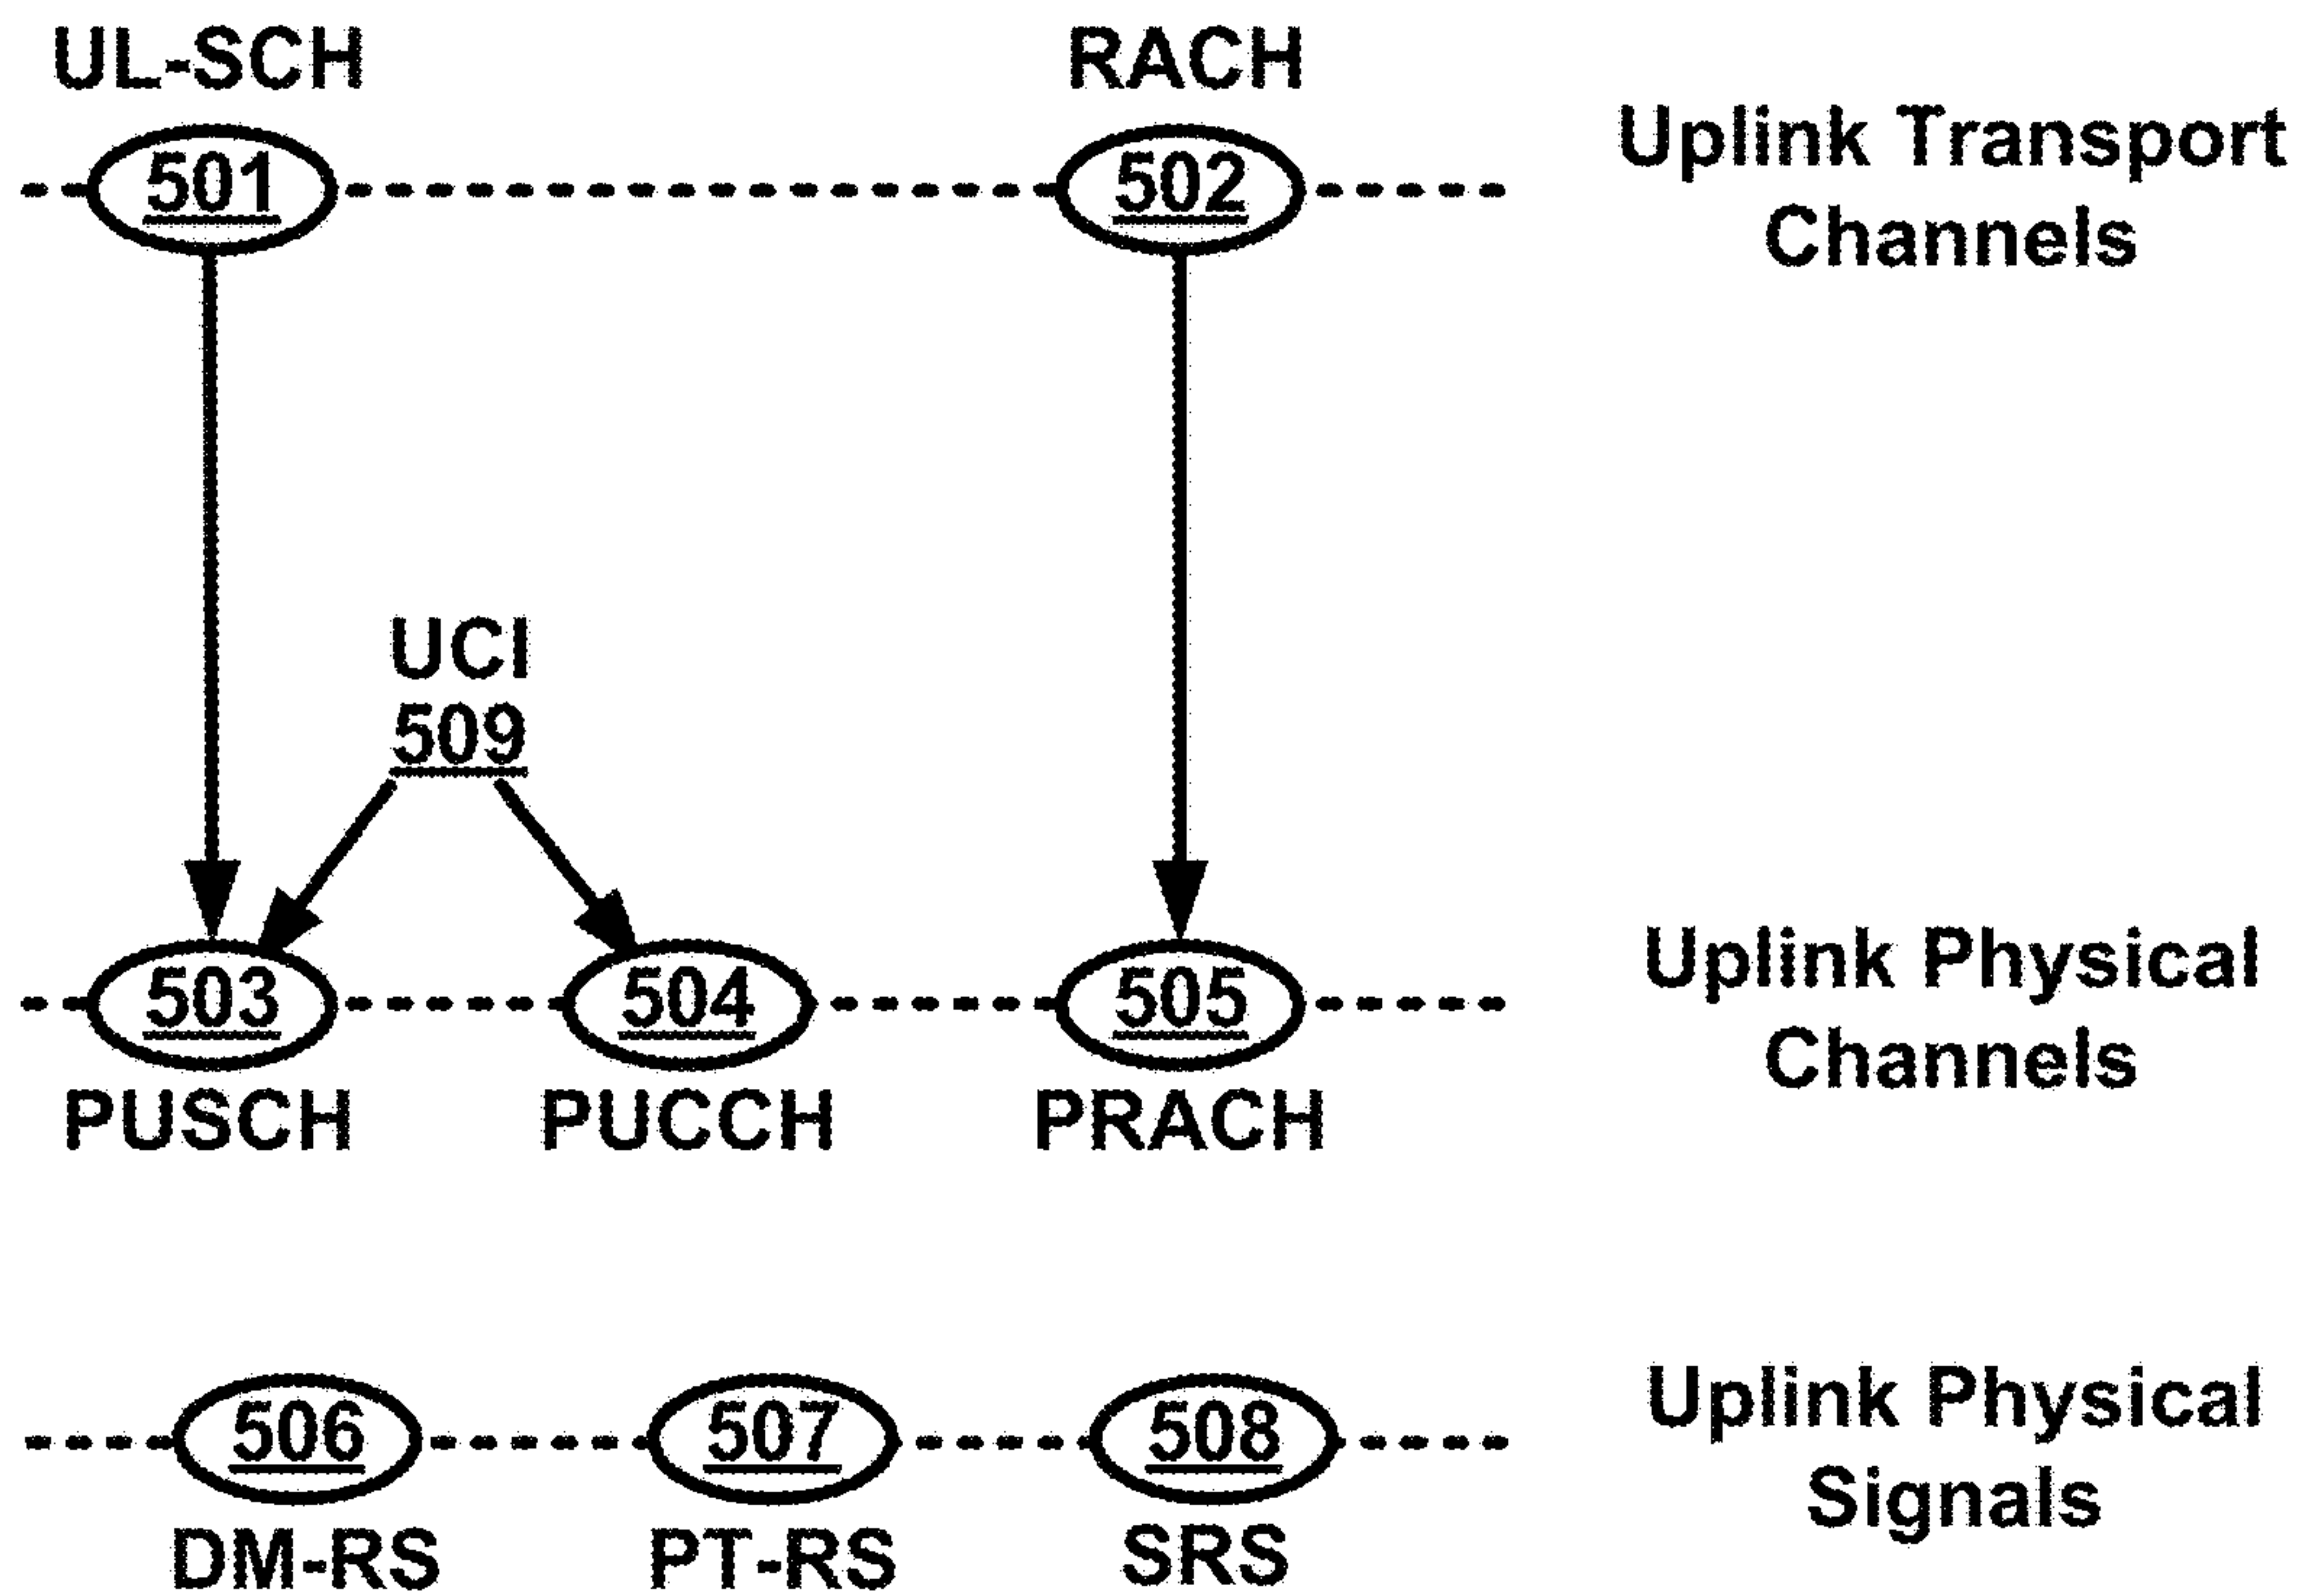 UL-SCH
RACH
501
502
Uplink Transport
Channels
UCI
509
503
504
505
Uplink Physical
Channels
PUSCH
PUCCH
PRACH
506
507
508
Uplink Physical
Signals
DM-RS
PT-RS
SRS